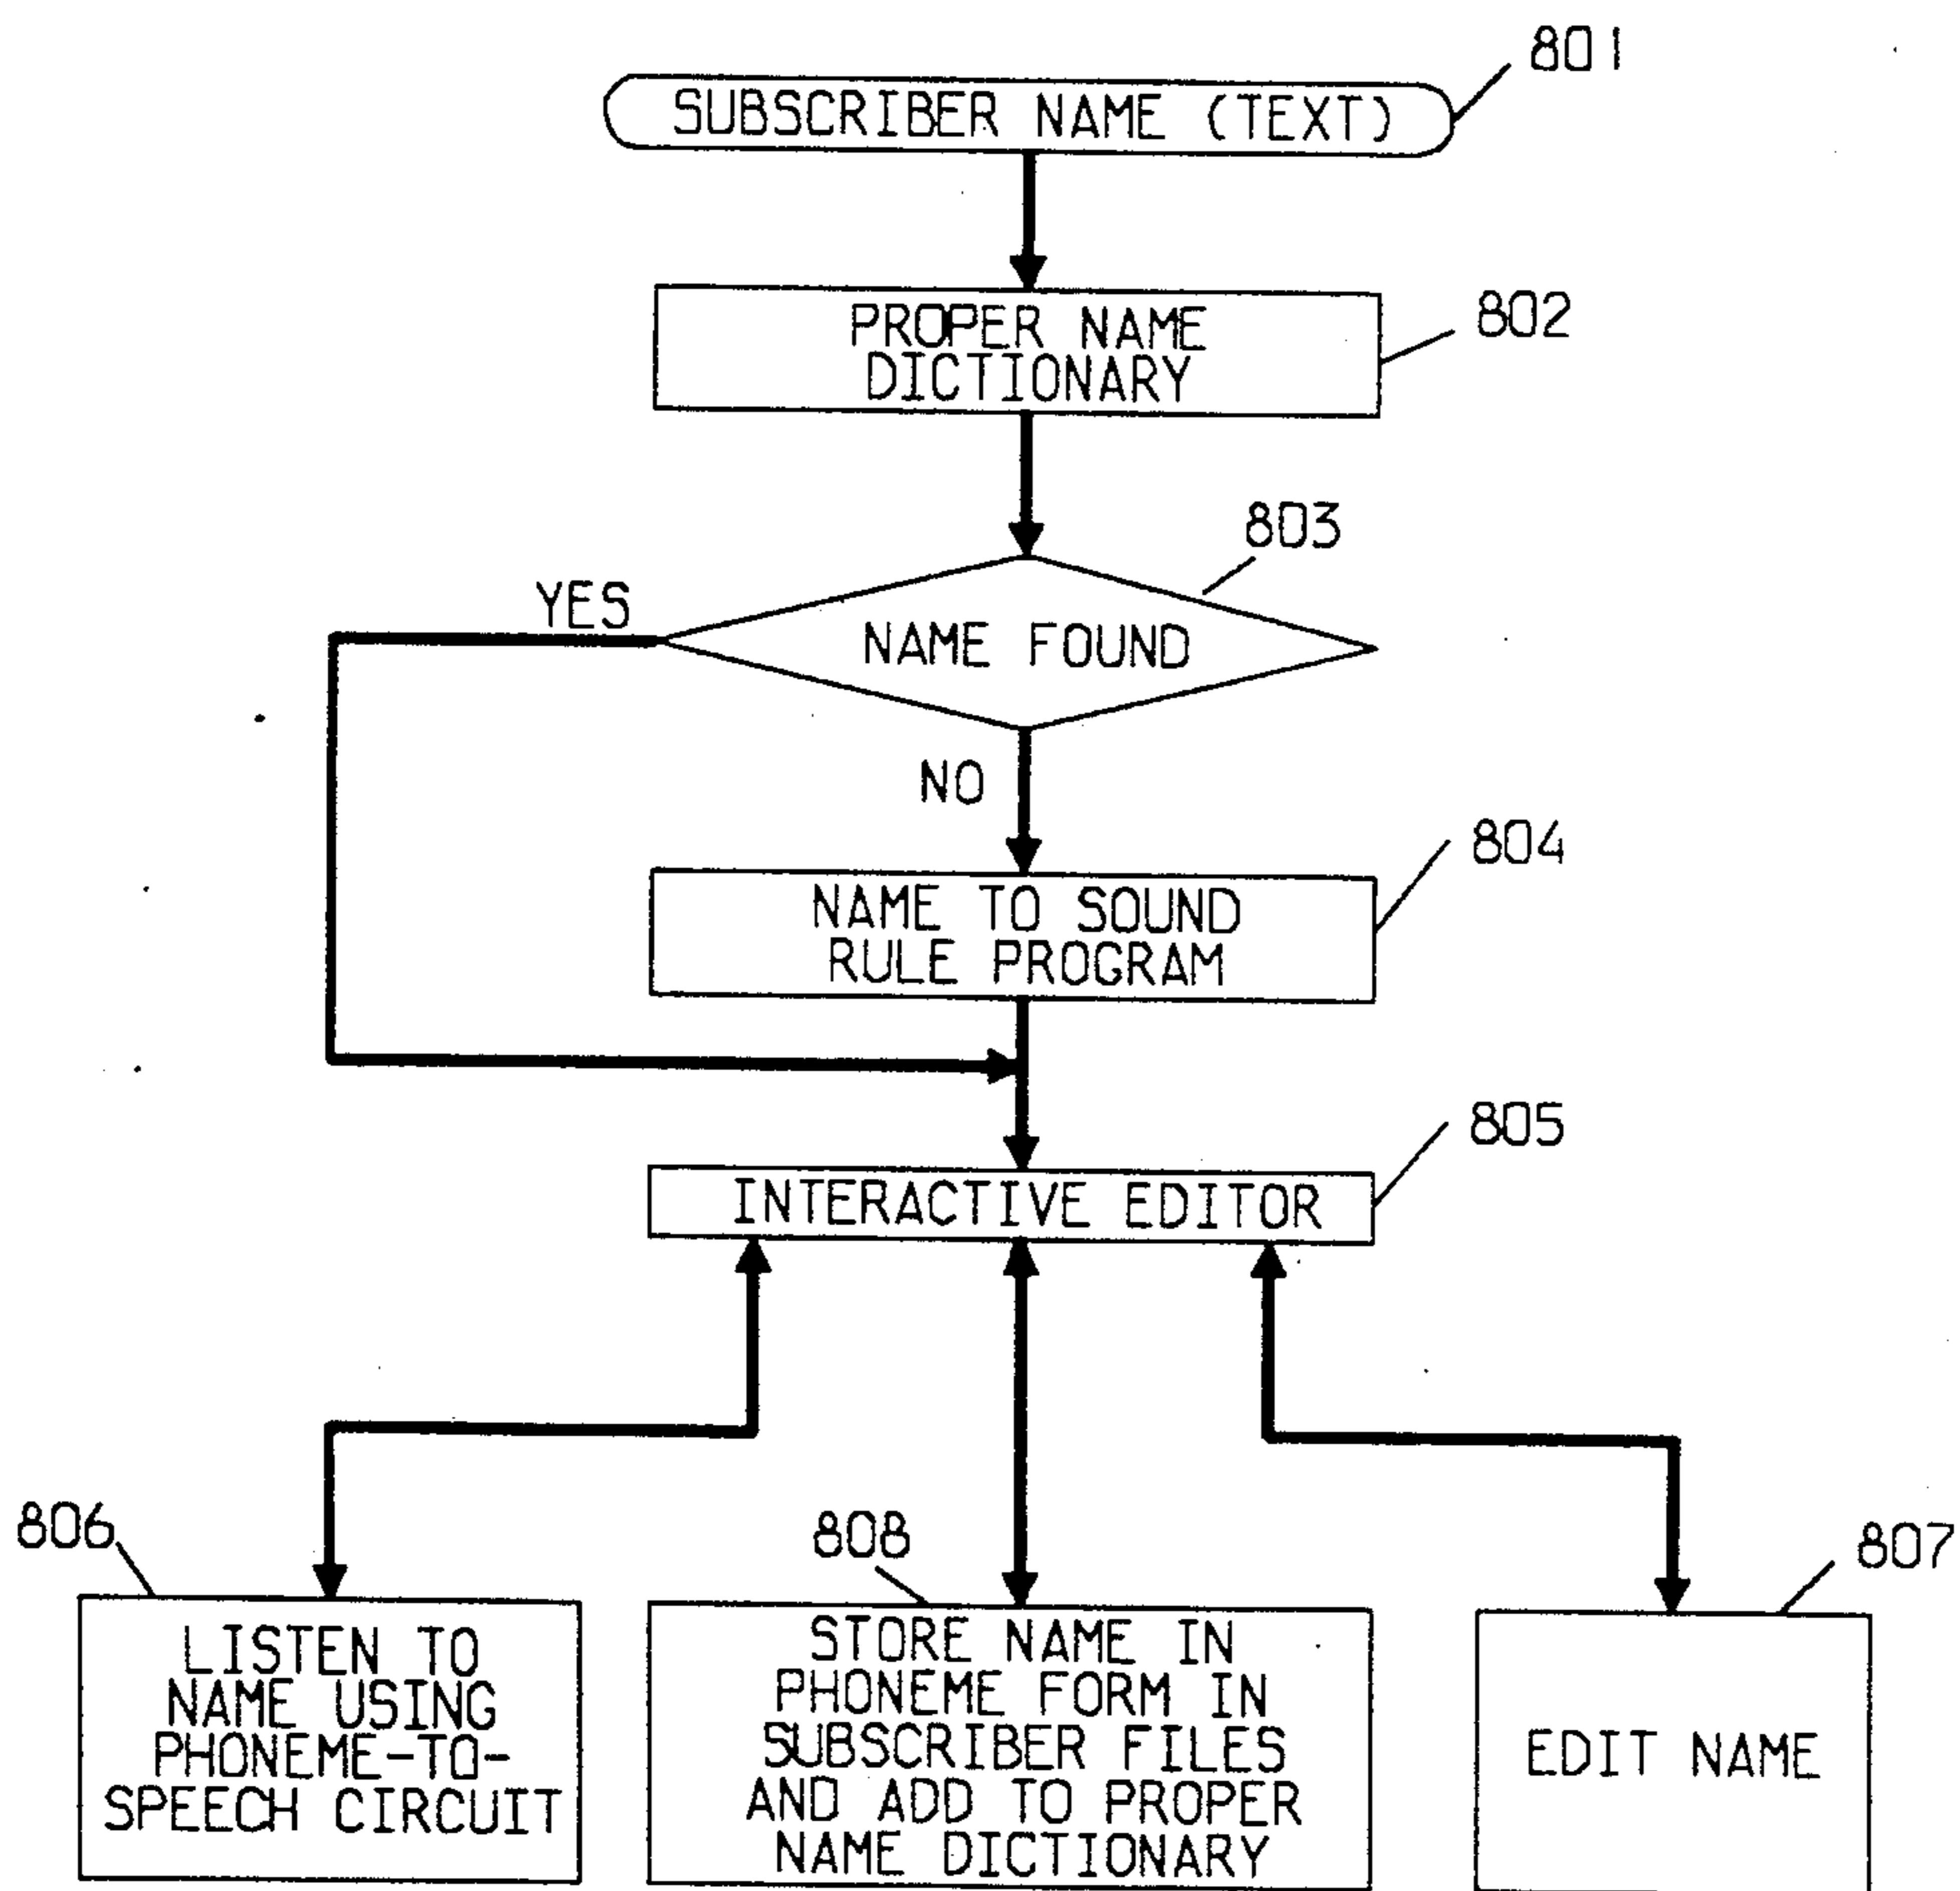 801
SUBSCRIBER NAME (TEXT)
802
PROPER NAME
DICTIONARY
803
YES
NAME FOUND
NO
804
NAME TO SOUND
RULE PROGRAM
805
INTERACTIVE EDITOR
806
808
807
LISTEN TO
NAME USING
PHONEME-TO-
SPEECH CIRCUIT
STORE NAME IN
PHONEME FORM IN
SUBSCRIBER FILES
AND ADD TO PROPER
NAME DICTIONARY
EDIT NAME